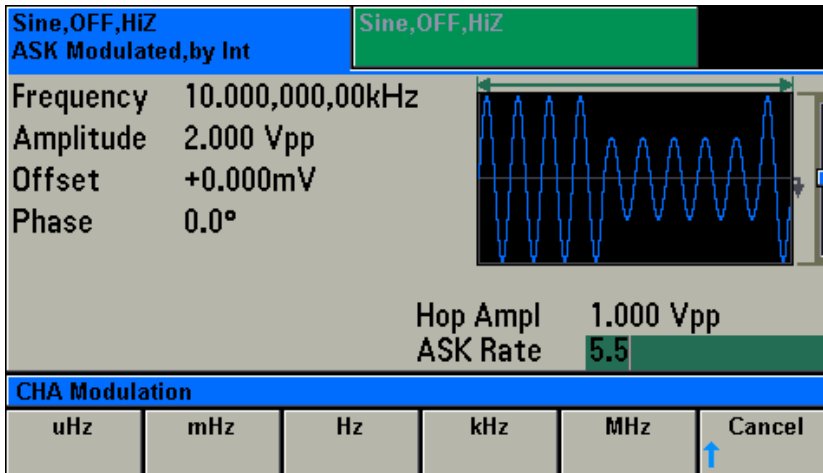 Sine,OFF,HiZ
ASK Modulated,by Int
Sine,OFF,HiZ
Frequency 10.000,000,00kHz
Amplitude 2.000 Vpp
Offset +0.000mV
Phase 0.0°
Hop Ampl 1.000 Vpp
ASK Rate 5.5
CHA Modulation
uHz mHz Hz kHz MHz Cancel